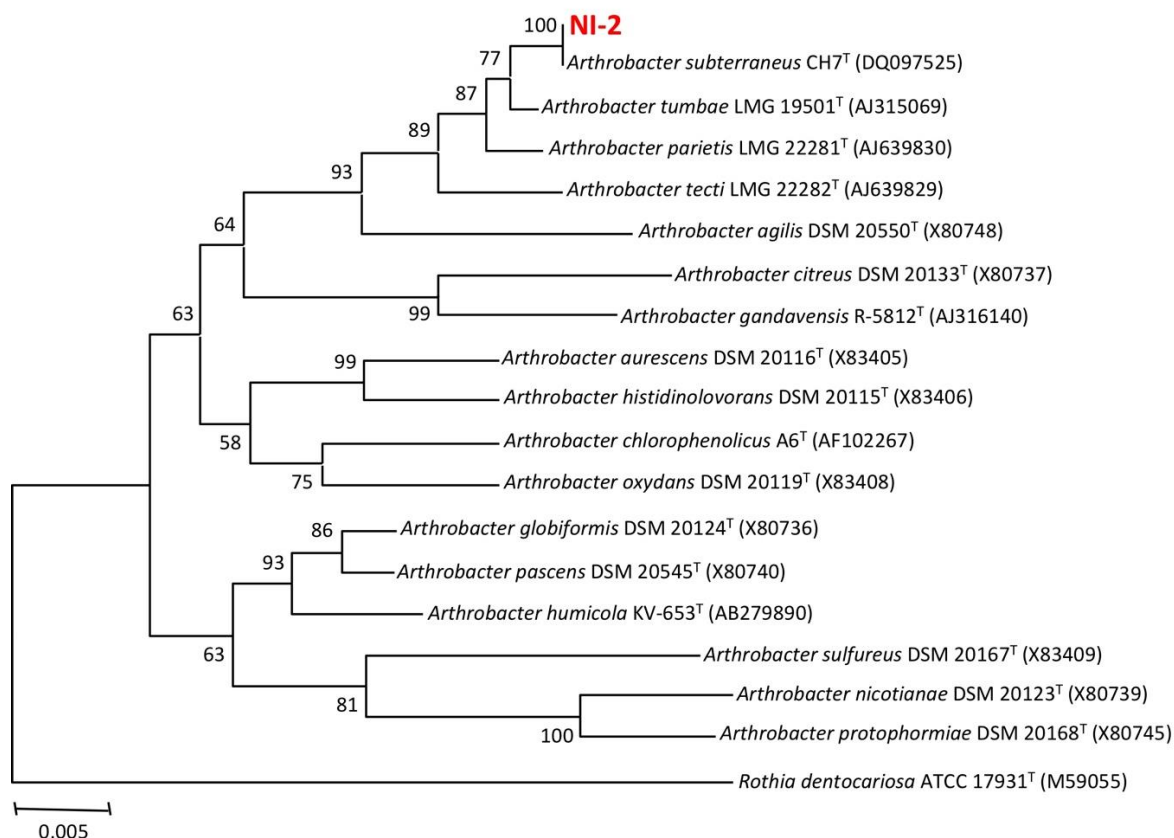 100 NI-2
77 Arthrobacter subterraneus CH7ᵀ (DQ097525)
87 Arthrobacter tumbae LMG 19501ᵀ (AJ315069)
89 Arthrobacter parietis LMG 22281ᵀ (AJ639830)
93 Arthrobacter tecti LMG 22282ᵀ (AJ639829)
64 Arthrobacter agilis DSM 20550ᵀ (X80748)
Arthrobacter citreus DSM 20133ᵀ (X80737)
63 99 Arthrobacter gandavensis R-5812ᵀ (AJ316140)
99 Arthrobacter aurescens DSM 20116ᵀ (X83405)
Arthrobacter histidinolovorans DSM 20115ᵀ (X83406)
58 Arthrobacter chlorophenolicus A6ᵀ (AF102267)
75 Arthrobacter oxydans DSM 20119ᵀ (X83408)
86 Arthrobacter globiformis DSM 20124ᵀ (X80736)
93 Arthrobacter pascens DSM 20545ᵀ (X80740)
Arthrobacter humicola KV-653ᵀ (AB279890)
63 Arthrobacter sulfureus DSM 20167ᵀ (X83409)
81 Arthrobacter nicotianae DSM 20123ᵀ (X80739)
100 Arthrobacter protophormiae DSM 20168ᵀ (X80745)
Rothia dentocariosa ATCC 17931ᵀ (M59055)
0.005